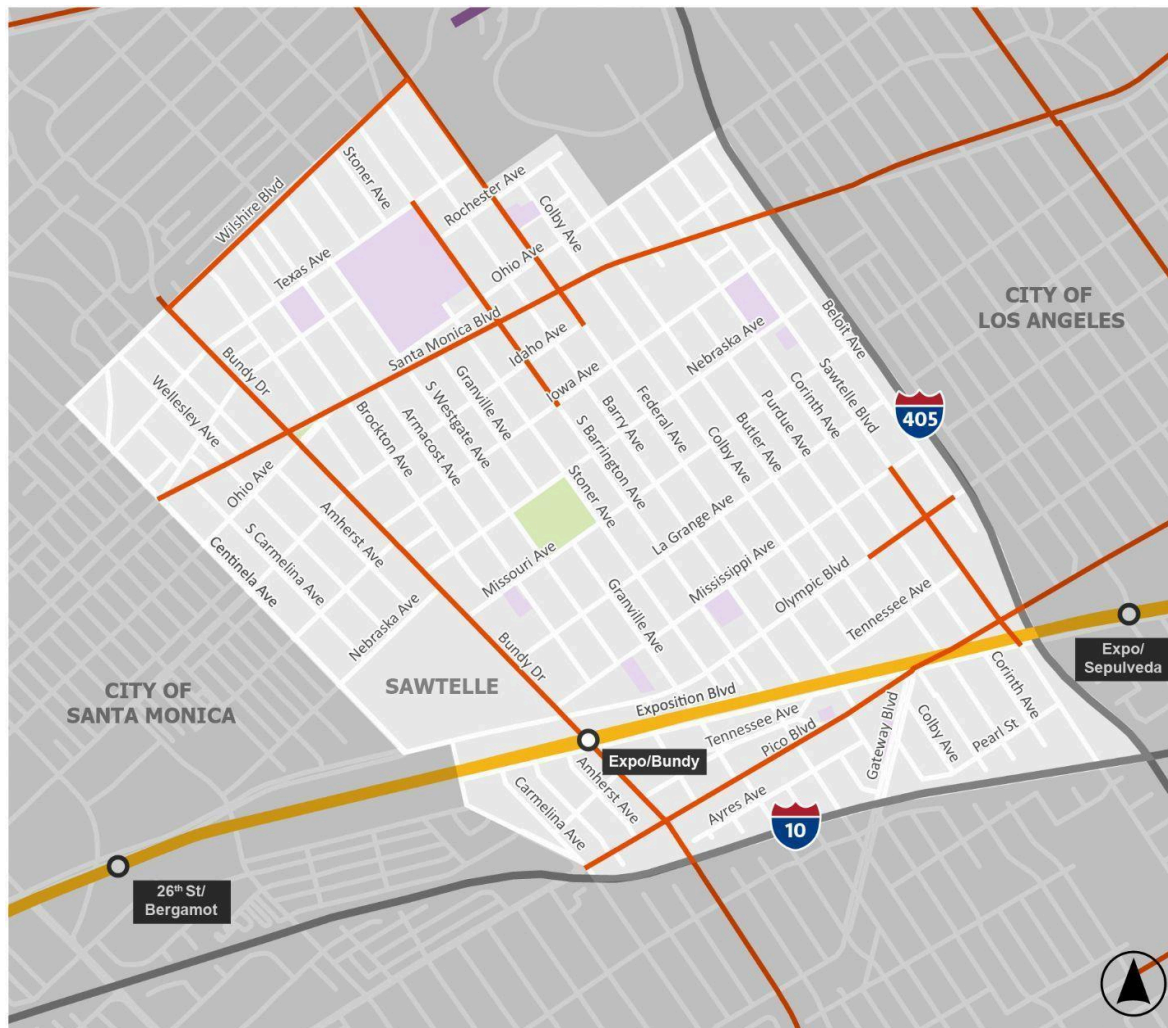 Stoner Ave
Rochester Ave
Wilshire Blvd
Colby Ave
Ohio Ave
Texas Ave
CITY OF
LOS ANGELES
Santa Monica Blvd
Idaho Ave
Beloit Ave
Nebraska Ave
Bundy Dr
Wellesley Ave
Granville Ave
Iowa Ave
S Westgate Ave
Sawtelle Blvd
Corinth Ave
Purdue Ave
Federal Ave
Barry Ave
405
Brockton Ave
Armacost Ave
S Barrington Ave
Butler Ave
Colby Ave
Ohio Ave
Stoner Ave
Amherst Ave
La Grange Ave
S Carmelina Ave
Centinela Ave
Missouri Ave
Mississippi Ave
Olympic Blvd
Tennessee Ave
Granville Ave
Nebraska Ave
Bundy Dr
Expo/
Sepulveda
SAWTELLE
CITY OF
SANTA MONICA
Corinth Ave
Exposition Blvd
Tennessee Ave
Pico Blvd
Gateway Blvd
Colby Ave
Pearl St
Expo/Bundy
Amherst Ave
Carmelina Ave
Ayres Ave
10
26th St/
Bergamot